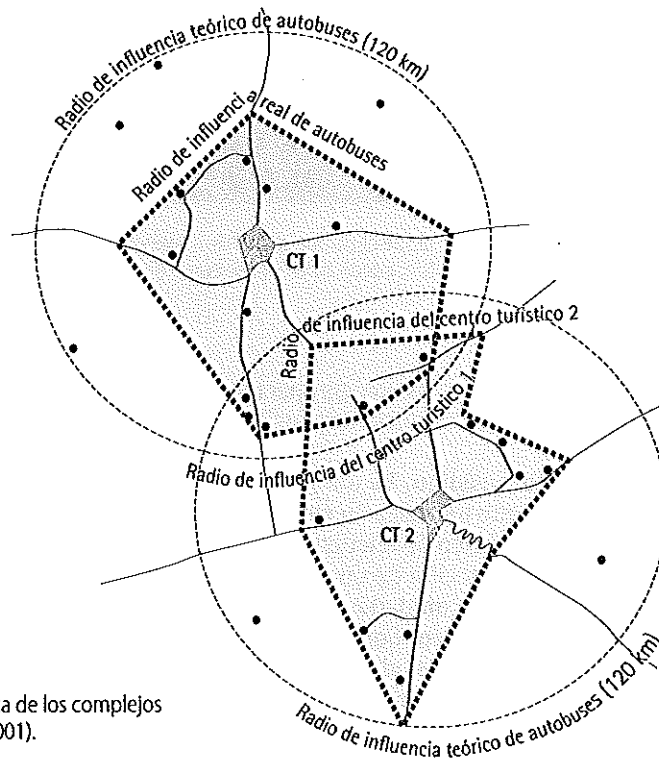 Radio de influencia teórico de autobuses (120 km)
Radio de influencia real de autobuses
CT 1
Radio de influencia del centro turístico 2
Radio de influencia del centro turístico 1
CT 2
Radio de influencia teórico de autobuses (120 km)
a de los complejos
001).